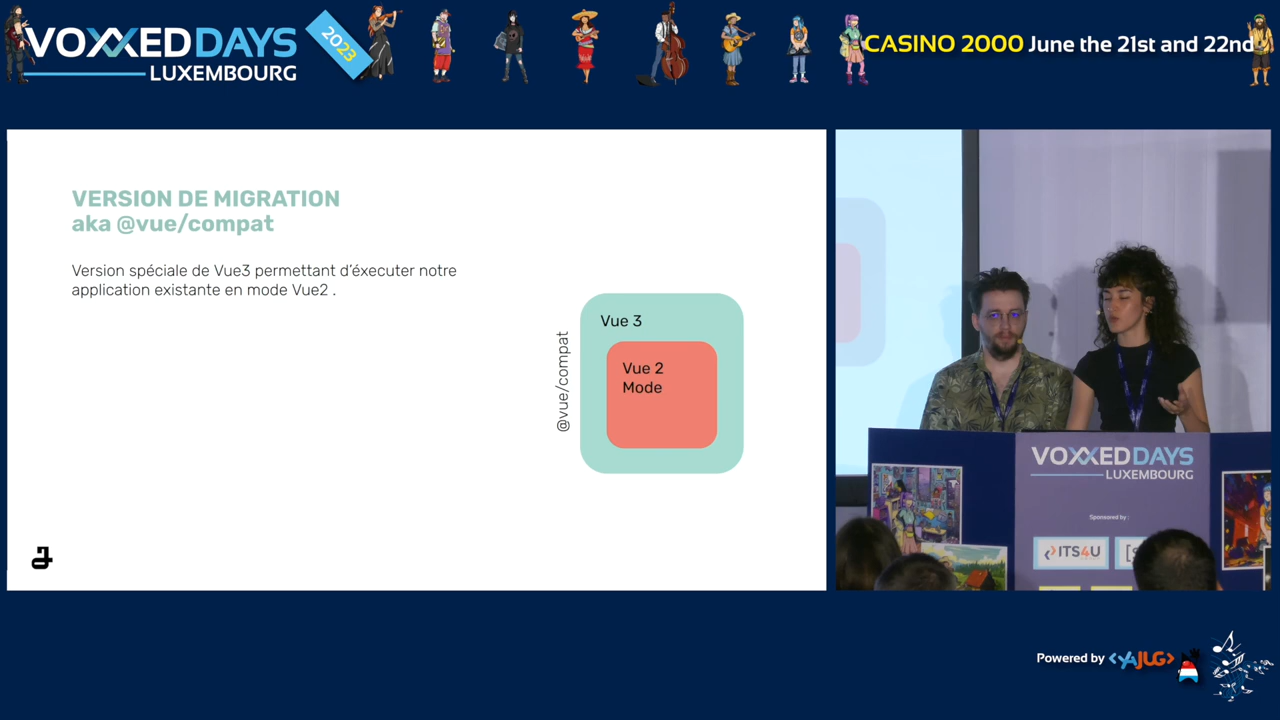 VOXXED DAYS
LUXEMBOURG
2023
CASINO 2000 June the 21st and 22nd
VERSION DE MIGRATION
aka @vue/compat
Version spéciale de Vue3 permettant d'éxecuter notre
application existante en mode Vue2 .
@vue/compat
Vue 3
Vue 2
Mode
VOXXED DAYS
LUXEMBOURG
Sponsored by :
ITS4U
Powered by <YAJUG>